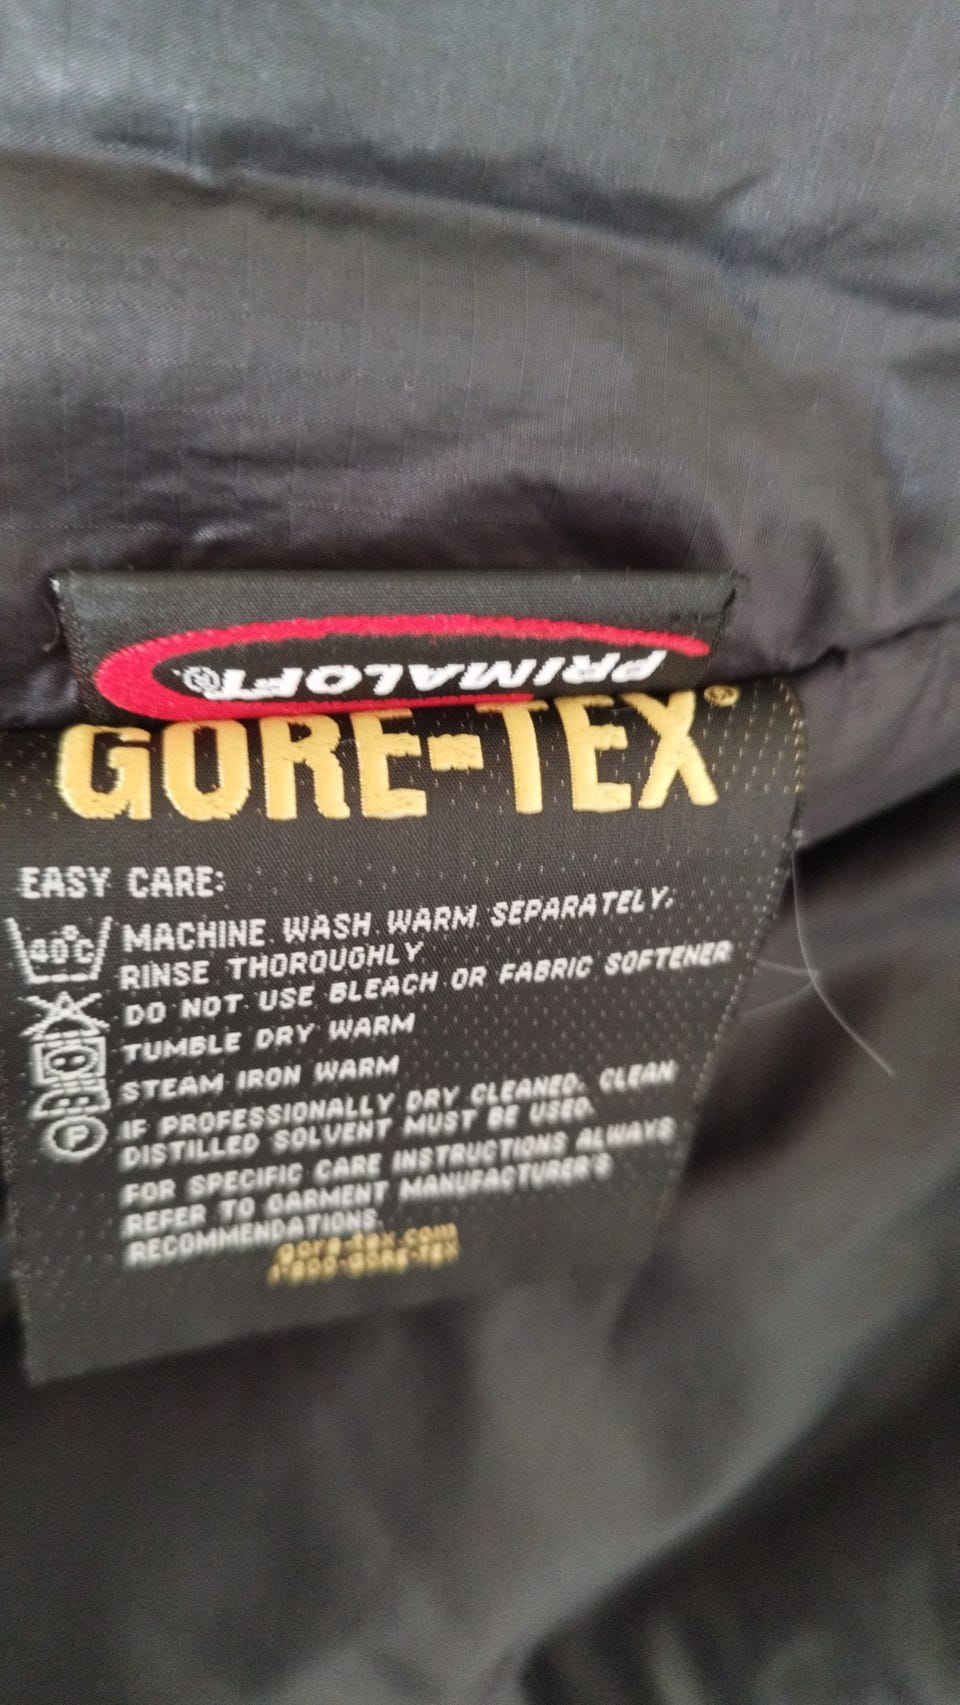 PRIMALOFT®
GORE-TEX®
EASY CARE:
40°C
MACHINE WASH WARM SEPARATELY;
RINSE THOROUGHLY
DO NOT USE BLEACH OR FABRIC SOFTENER
TUMBLE DRY WARM
STEAM IRON WARM
P
IF PROFESSIONALLY DRY CLEANED. CLEAN
DISTILLED SOLVENT MUST BE USED.
FOR SPECIFIC CARE INSTRUCTIONS ALWAYS
REFER TO GARMENT MANUFACTURER'S
RECOMMENDATIONS.
gore-tex.com
1-800-GORE-TEX